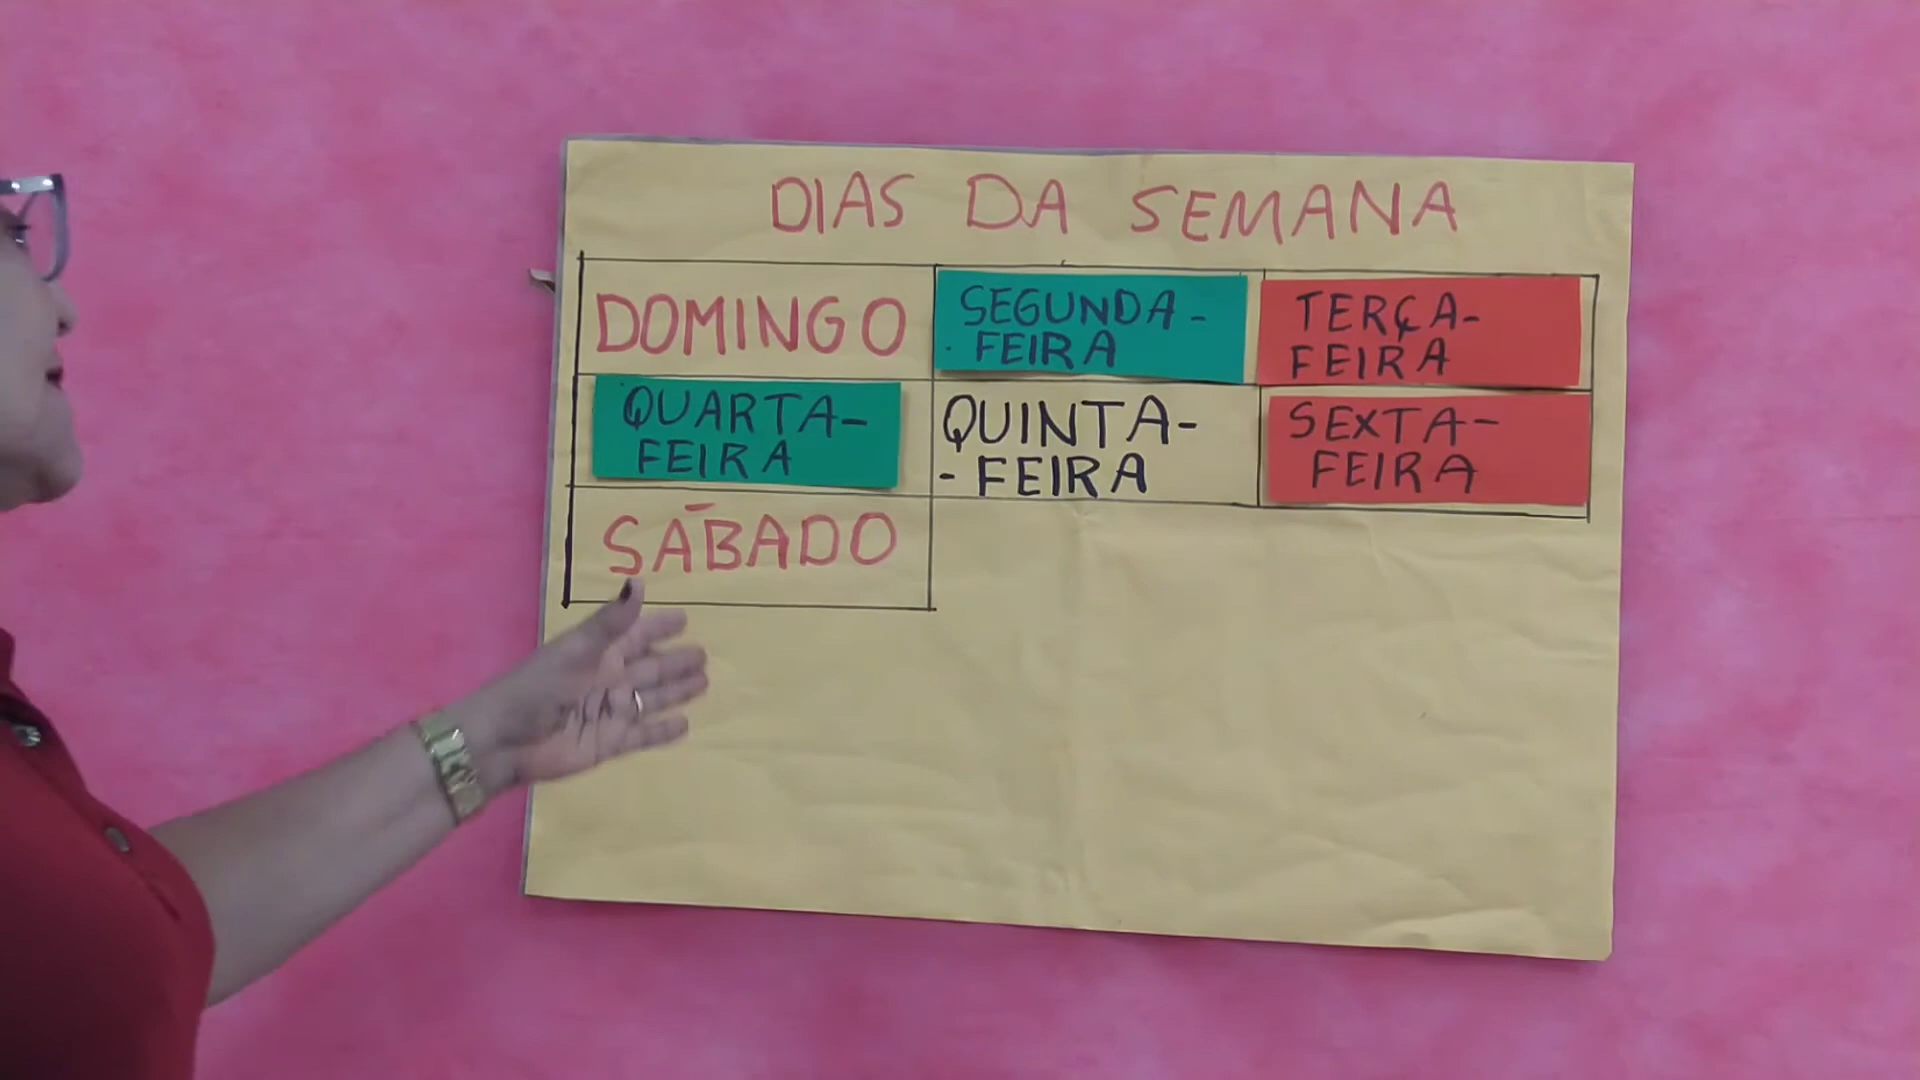 DIAS DA SEMANA
DOMINGO
SEGUNDA-
FEIRA
TERÇA-
FEIRA
QUARTA-
FEIRA
QUINTA-
-FEIRA
SEXTA-
FEIRA
SÁBADO